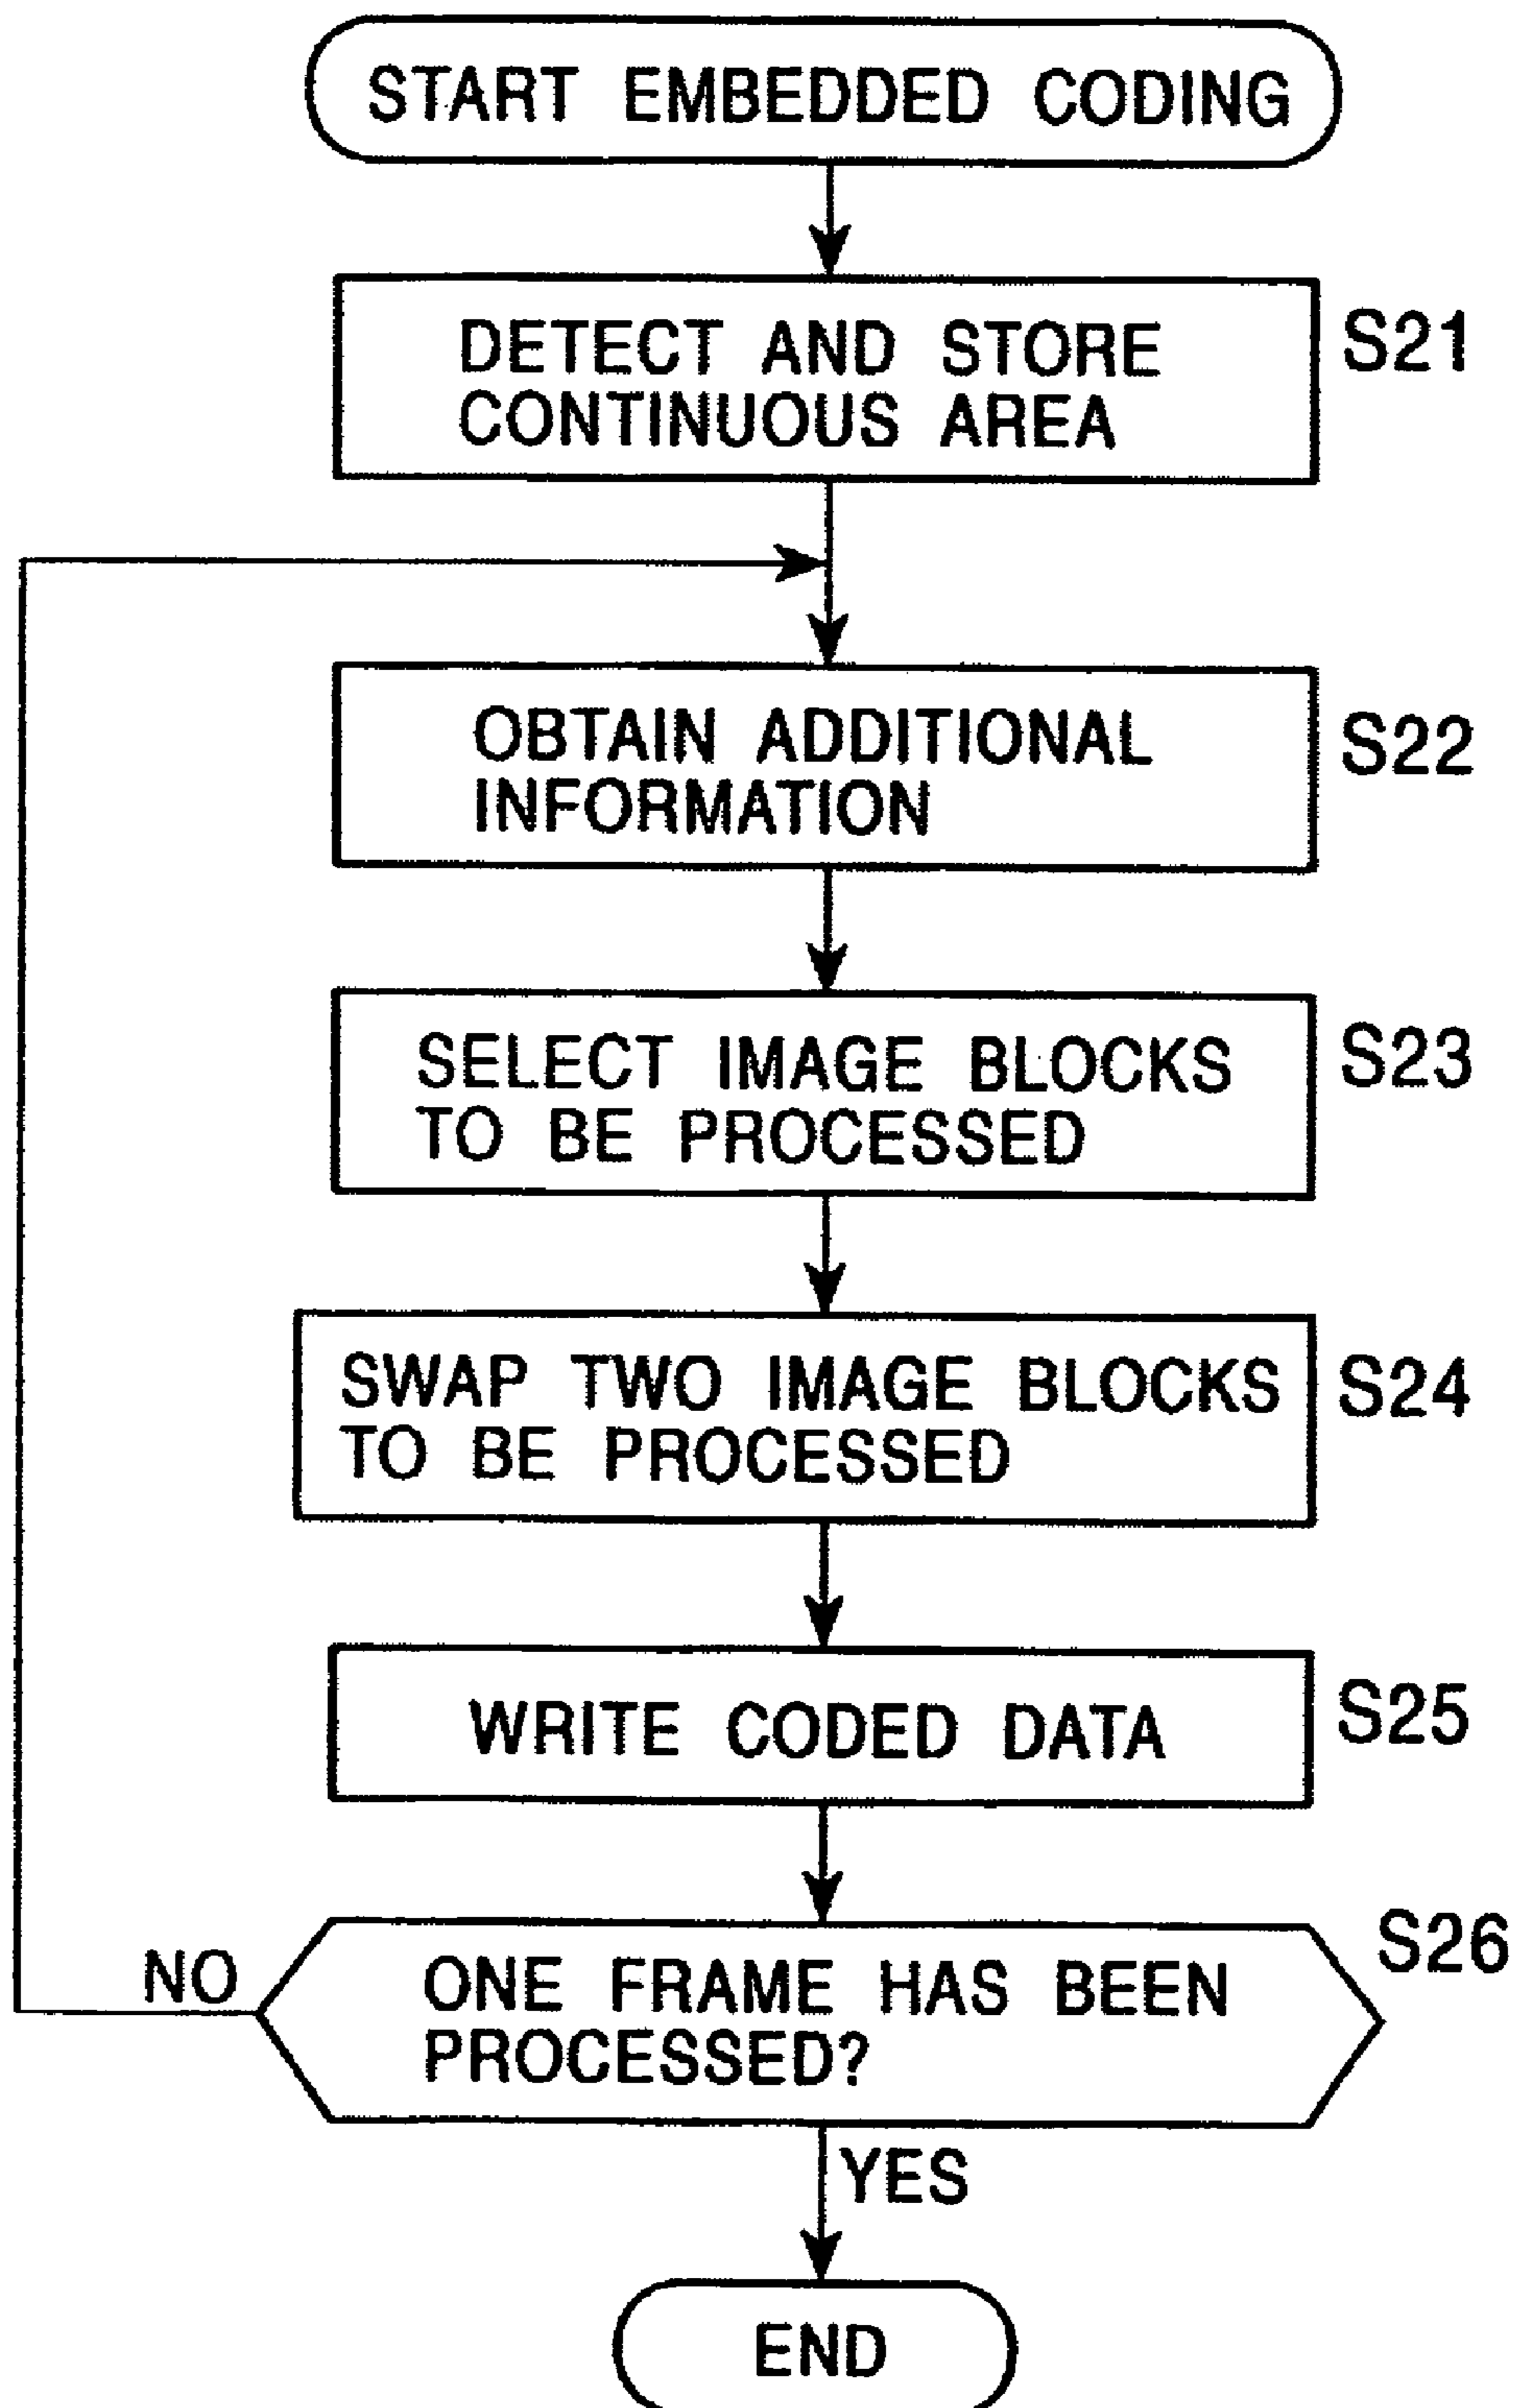 START EMBEDDED CODING
DETECT AND STORE
CONTINUOUS AREA
S21
OBTAIN ADDITIONAL
INFORMATION
S22
SELECT IMAGE BLOCKS
TO BE PROCESSED
S23
SWAP TWO IMAGE BLOCKS
TO BE PROCESSED
S24
WRITE CODED DATA
S25
ONE FRAME HAS BEEN
PROCESSED?
S26
NO
YES
END